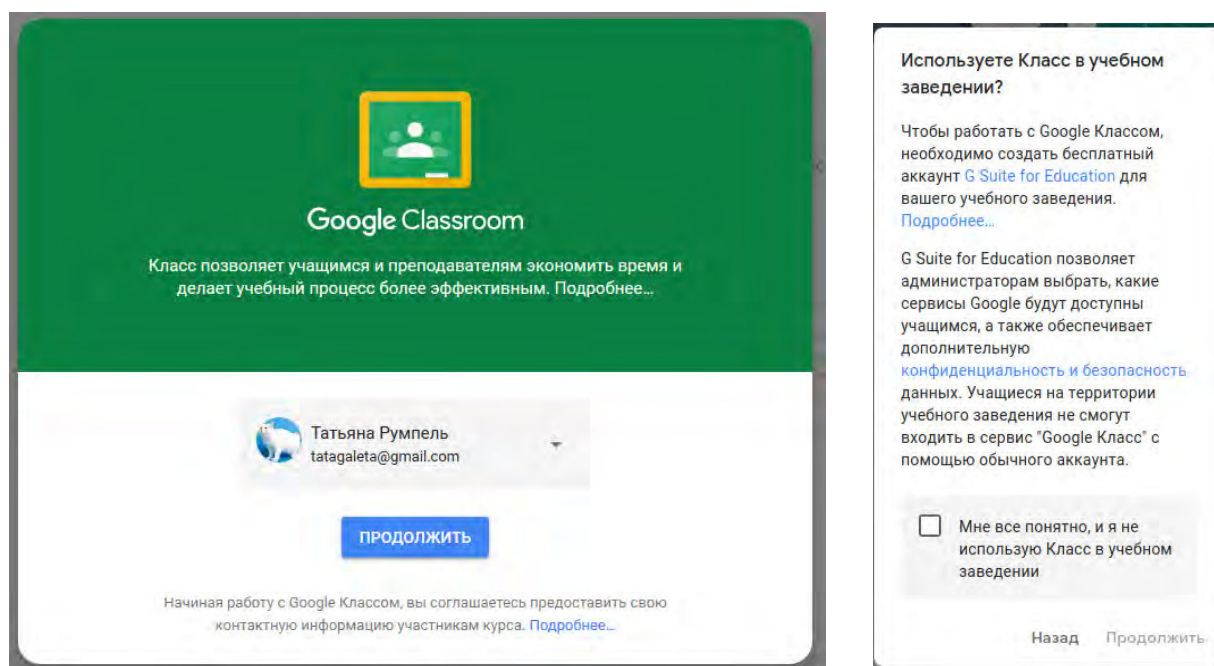 Google Classroom
Класс позволяет учащимся и преподавателям экономить время и
делает учебный процесс более эффективным. Подробнее...
Татьяна Румпель
tatagaleta@gmail.com
ПРОДОЛЖИТЬ
Начиная работу с Google Классом, вы соглашаетесь предоставить свою
контактную информацию участникам курса. Подробнее...
Используете Класс в учебном
заведении?
Чтобы работать с Google Классом,
необходимо создать бесплатный
аккаунт G Suite for Education для
вашего учебного заведения.
Подробнее...
G Suite for Education позволяет
администраторам выбрать, какие
сервисы Google будут доступны
учащимся, а также обеспечивает
дополнительную
конфиденциальность и безопасность
данных. Учащиеся на территории
учебного заведения не смогут
входить в сервис "Google Класс" с
помощью обычного аккаунта.
Мне все понятно, и я не
использую Класс в учебном
заведении
Назад Продолжить